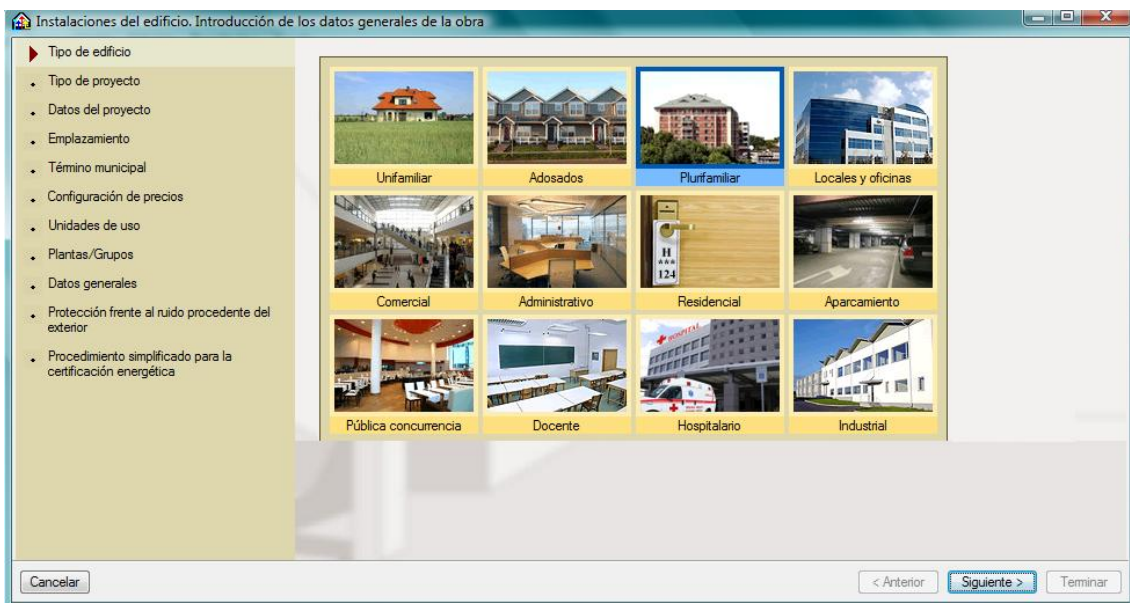 Instalaciones del edificio. Introducción de los datos generales de la obra
Tipo de edificio
Tipo de proyecto
Datos del proyecto
Emplazamiento
Término municipal
Configuración de precios
Unidades de uso
Plantas/Grupos
Datos generales
Protección frente al ruido procedente del
exterior
Procedimiento simplificado para la
certificación energética
Unifamiliar
Adosados
Plurifamiliar
Locales y oficinas
H
***
124
Comercial
Administrativo
Residencial
Aparcamiento
HOSPITAL
Pública concurrencia
Docente
Hospitalario
Industrial
Cancelar
< Anterior
Siguiente >
Terminar